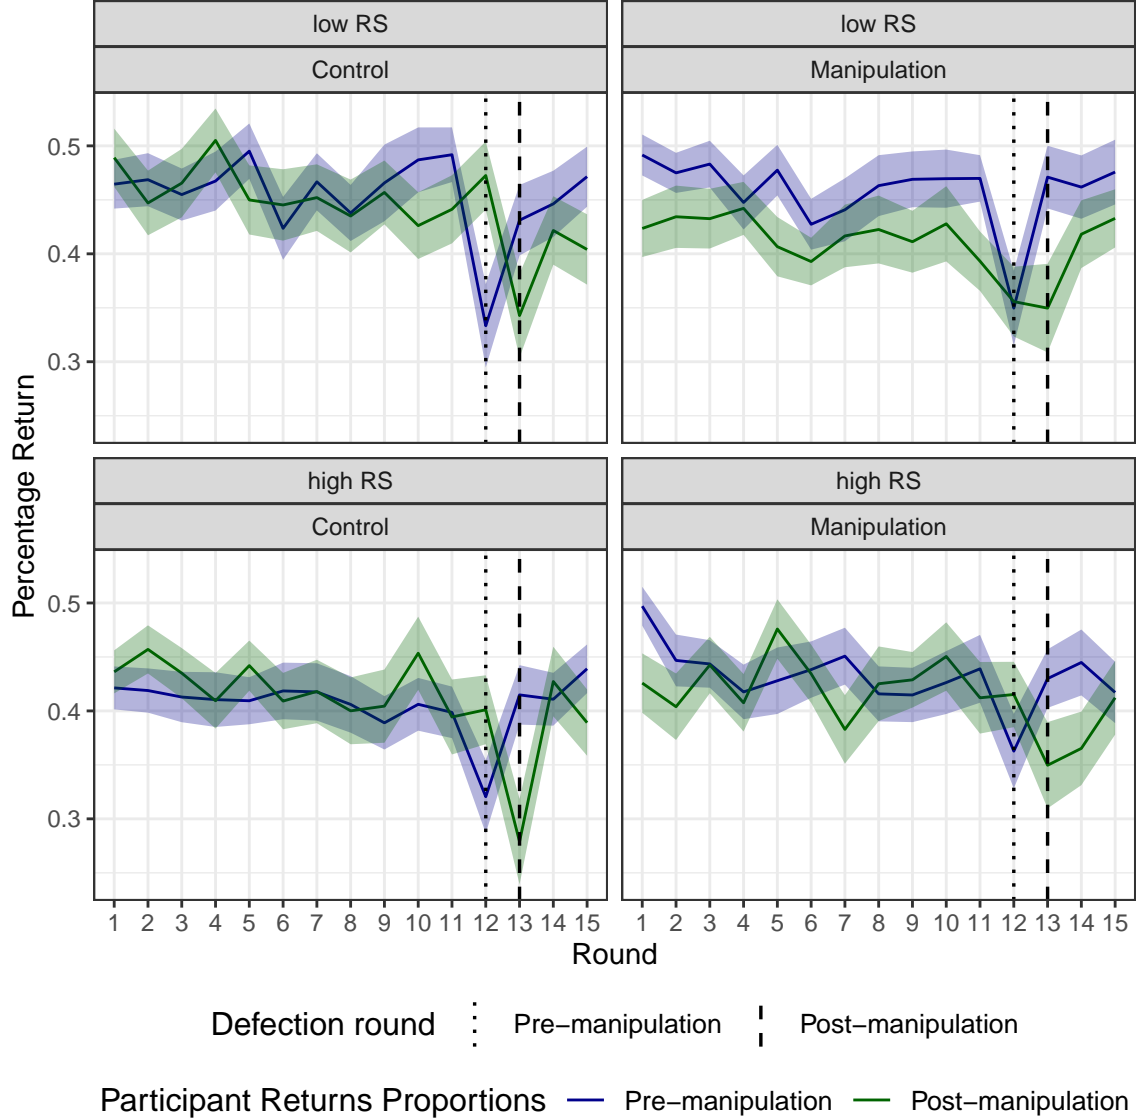 low RS
low RS
Control
Manipulation
0.5
0.4
0.3
Percentage Return
high RS
high RS
Control
Manipulation
0.5
0.4
0.3
1 2 3 4 5 6 7 8 9 10 11 12 13 14 15
1 2 3 4 5 6 7 8 9 10 11 12 13 14 15
Round
Defection round Pre−manipulation Post−manipulation
Participant Returns Proportions Pre−manipulation Post−manipulation